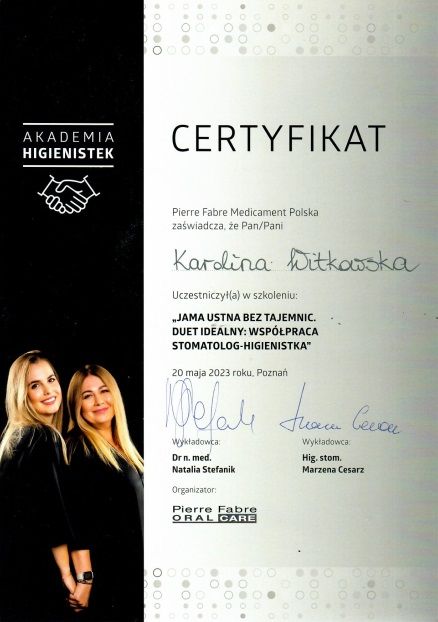 AKADEMIA
HIGIENISTEK
CERTYFIKAT
Pierre Fabre Medicament Polska
zaświadcza, że Pan/Pani
Karolina Witkowska
Uczestniczył(a) w szkoleniu:
„JAMA USTNA BEZ TAJEMNIC.
DUET IDEALNY: WSPÓŁPRACA
STOMATOLOG-HIGIENISTKA”
20 maja 2023 roku, Poznań
Wykładowca:
Dr n. med.
Natalia Stefanik
Wykładowca:
Hig. stom.
Marzena Cesarz
Organizator:
Pierre Fabre
ORAL CARE